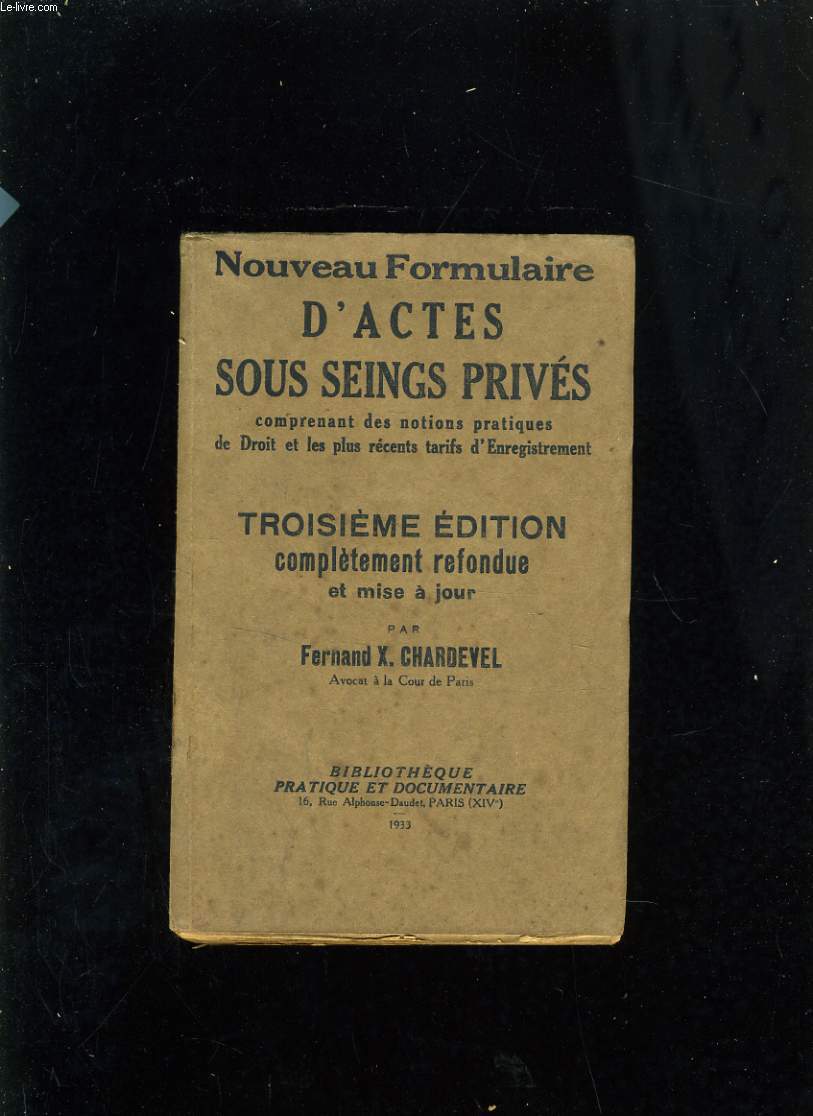 Le-livre.com
Nouveau Formulaire
D'ACTES
SOUS SEINGS PRIVÉS
comprenant des notions pratiques
de Droit et les plus récents tarifs d'Enregistrement
TROISIÈME ÉDITION
complètement refondue
et mise à jour
PAR
Fernand X. CHARDEVEL
Avocat à la Cour de Paris
BIBLIOTHÈQUE
PRATIQUE ET DOCUMENTAIRE
16, Rue Alphonse-Daudet, PARIS (XIVe)
1933